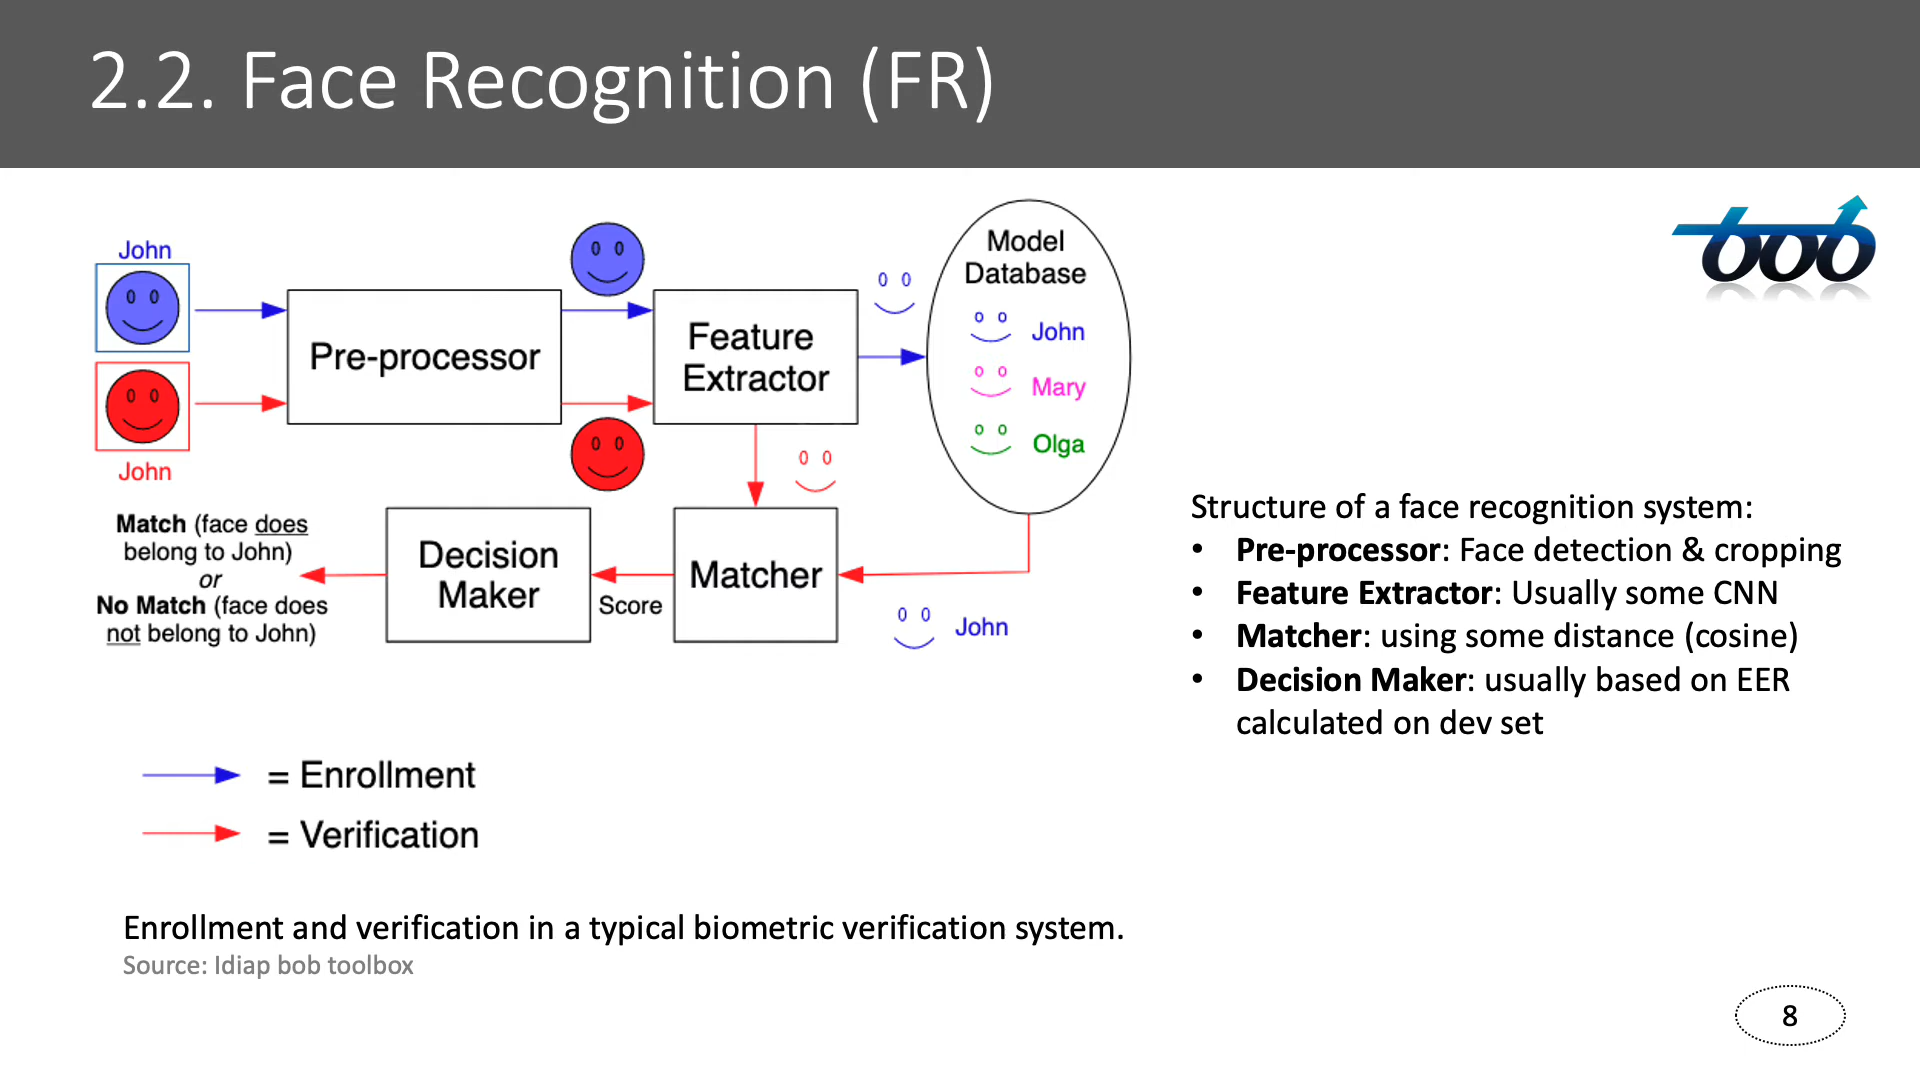 2.2. Face Recognition (FR)
bob
John
John
Pre-processor
Feature
Extractor
Model
Database
John
Mary
Olga
Match (face does
belong to John)
or
No Match (face does
not belong to John)
Decision
Maker
Score
Matcher
John
= Enrollment
= Verification
Enrollment and verification in a typical biometric verification system.
Source: Idiap bob toolbox
Structure of a face recognition system:
• Pre-processor: Face detection & cropping
• Feature Extractor: Usually some CNN
• Matcher: using some distance (cosine)
• Decision Maker: usually based on EER
calculated on dev set
8